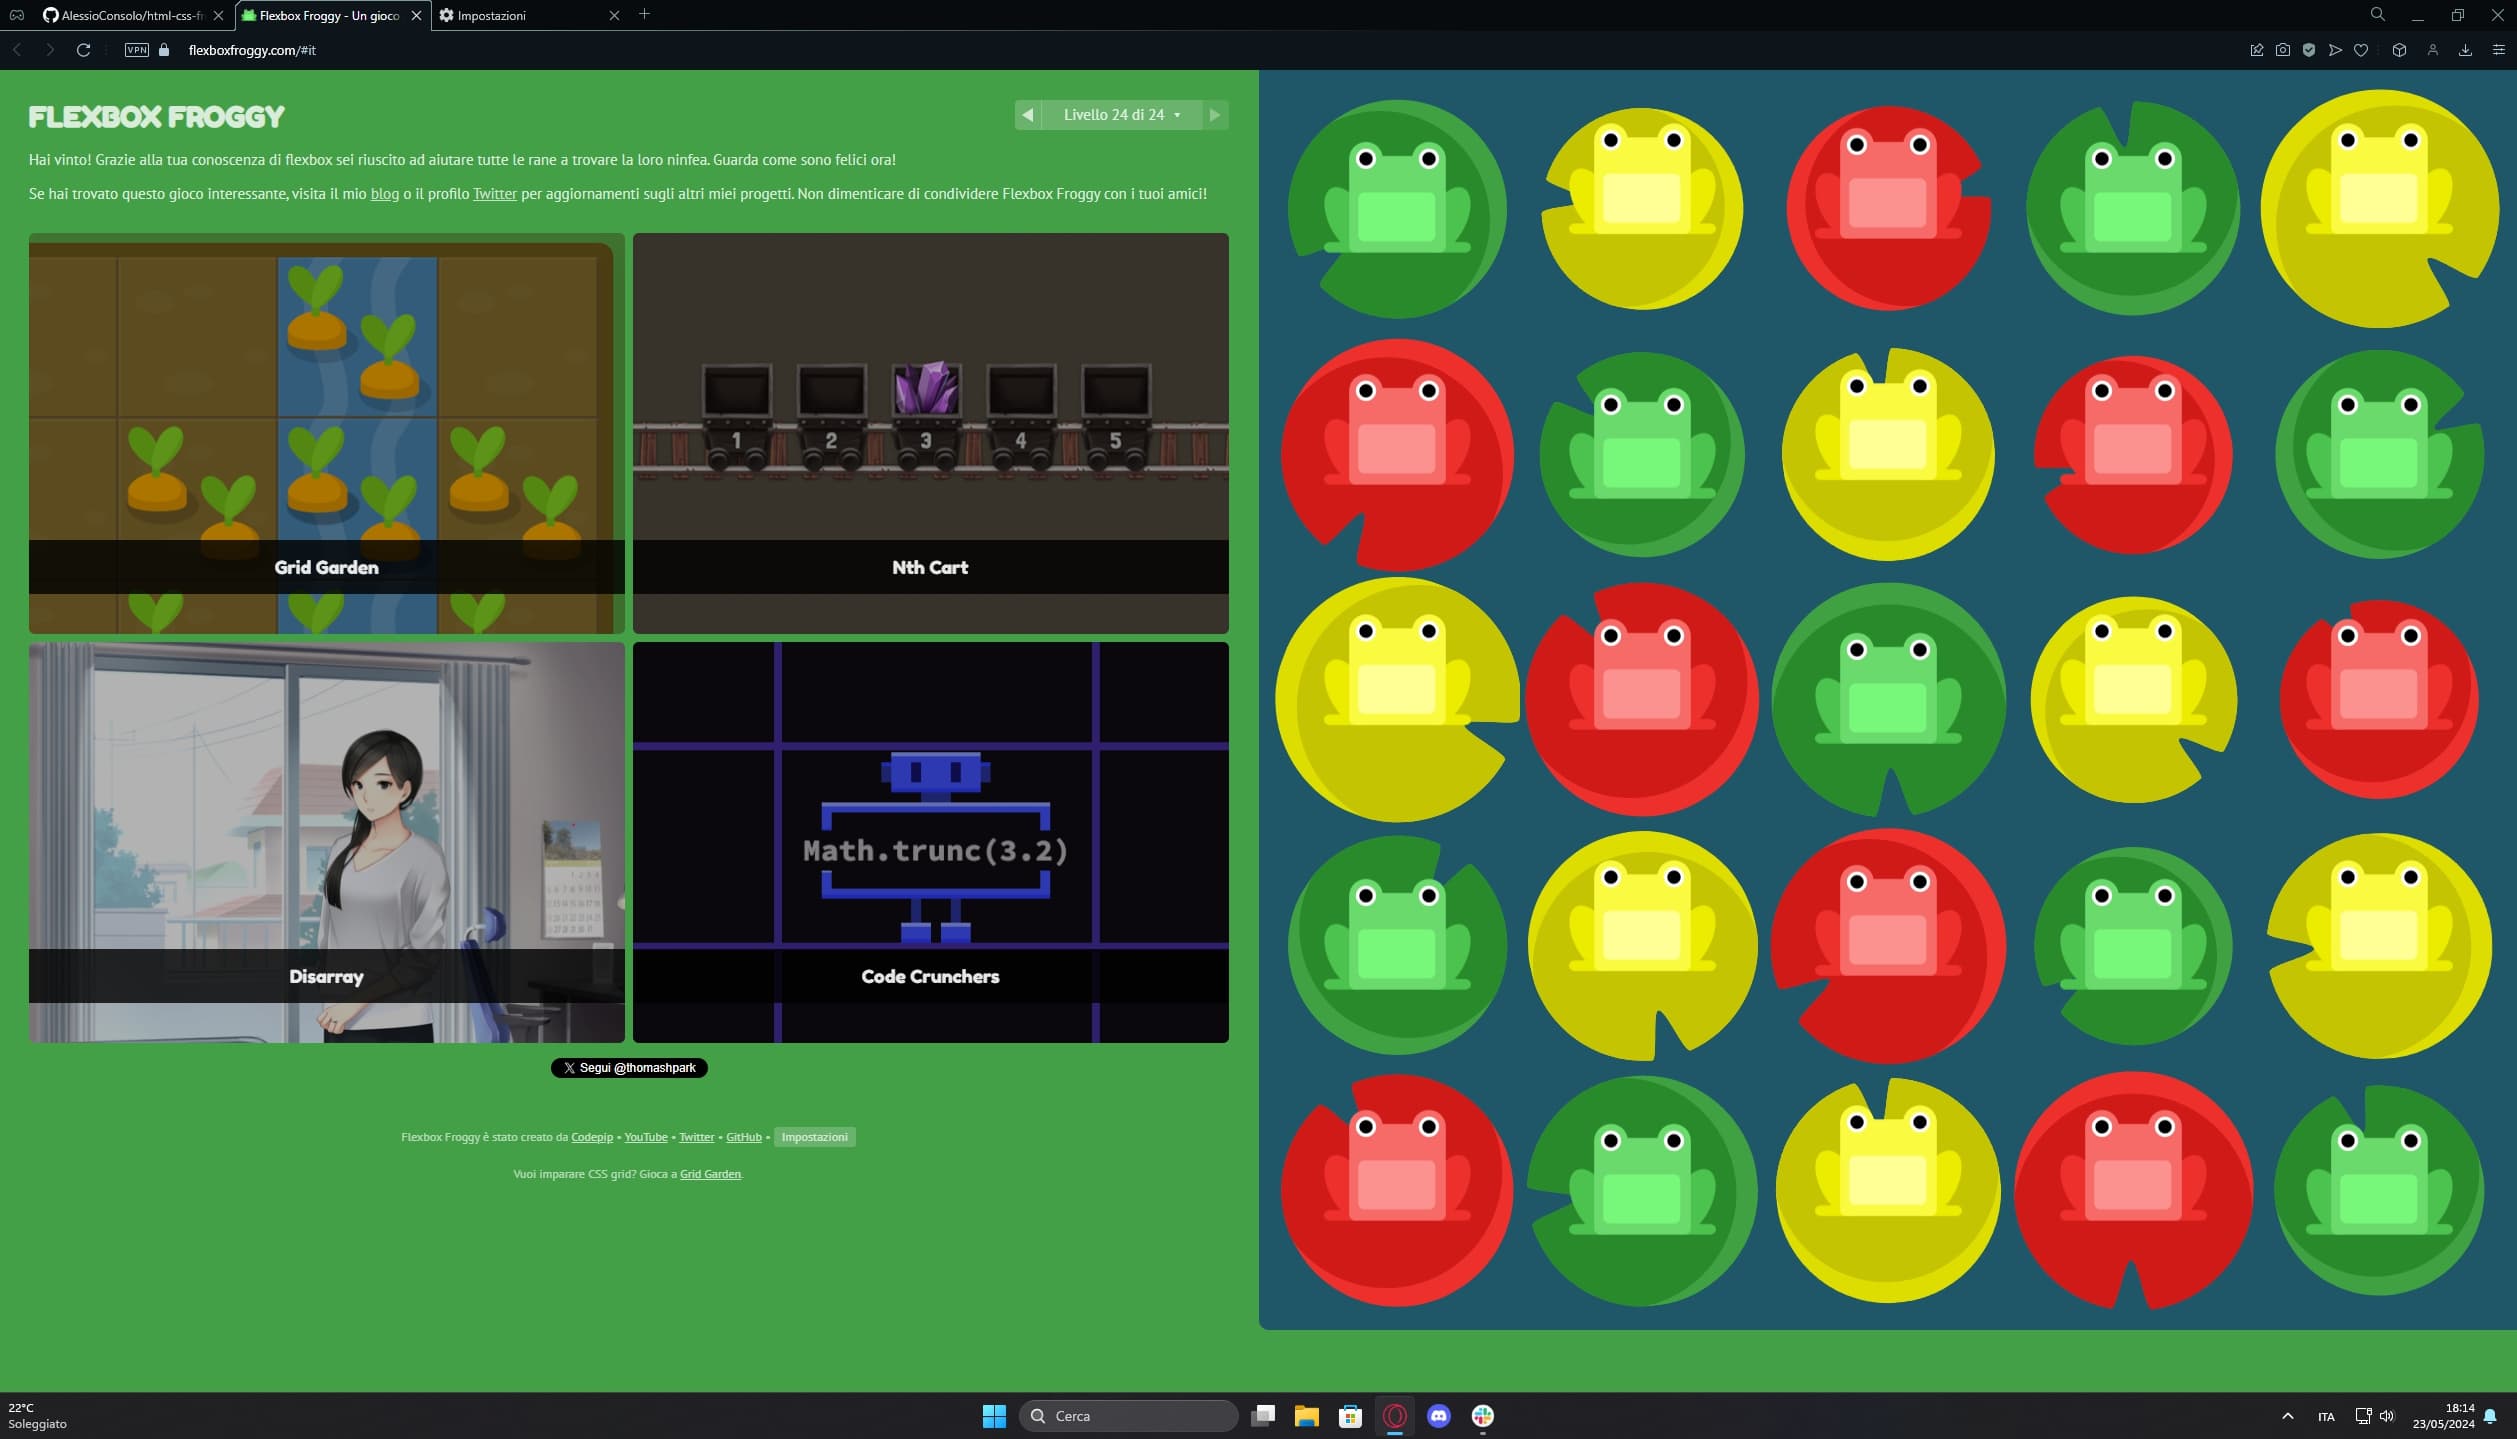 AlessioConsolo/html-css-fr
Flexbox Froggy - Un gioco
Impostazioni
VPN
flexboxfroggy.com/#it
FLEXBOX FROGGY
Livello 24 di 24
Hai vinto! Grazie alla tua conoscenza di flexbox sei riuscito ad aiutare tutte le rane a trovare la loro ninfea. Guarda come sono felici ora!
Se hai trovato questo gioco interessante, visita il mio blog o il profilo Twitter per aggiornamenti sugli altri miei progetti. Non dimenticare di condividere Flexbox Froggy con i tuoi amici!
1 2 3 4 5
Grid Garden
Nth Cart
Math.trunc(3.2)
Disarray
Code Crunchers
Segui @thomashpark
Flexbox Froggy è stato creato da Codepip • YouTube • Twitter • GitHub • Impostazioni
Vuoi imparare CSS grid? Gioca a Grid Garden.
22°C
Soleggiato
Cerca
ITA
18:14
23/05/2024